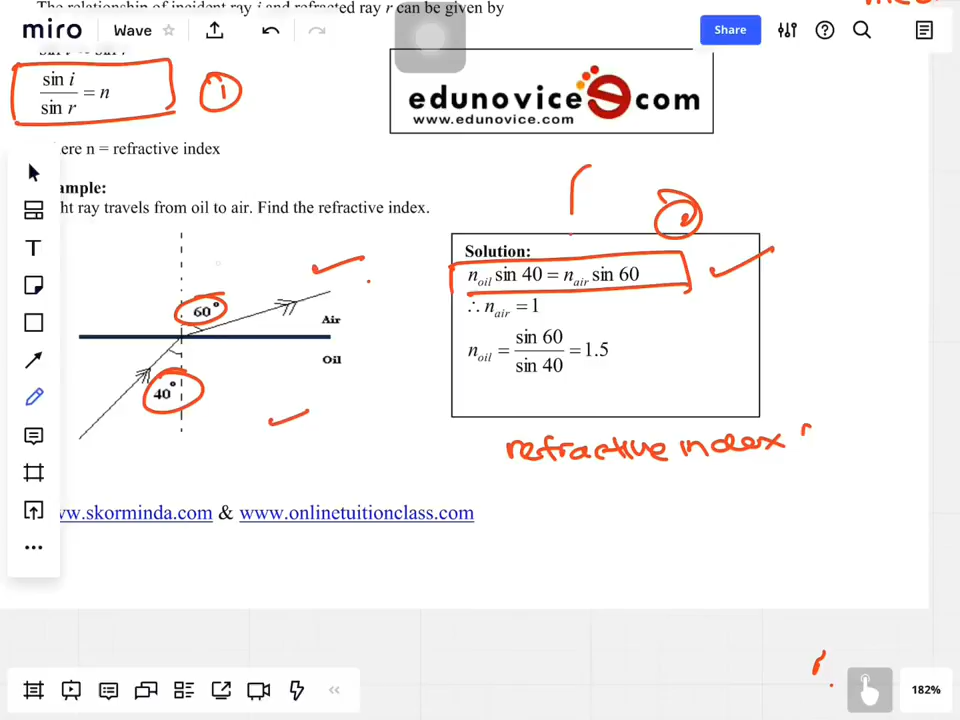 The relationship of incident ray i and refracted ray r can be given by
miro Wave Share
sin i / sin r = n
①
edunovice com
www.edunovice.com
ere n = refractive index
ample:
ht ray travels from oil to air. Find the refractive index.
②
Solution:
n_oil sin 40 = n_air sin 60
∴ n_air = 1
n_oil = sin 60 / sin 40 = 1.5
60°
Air
Oil
40°
refractive index
w.skorminda.com & www.onlinetuitionclass.com
182%